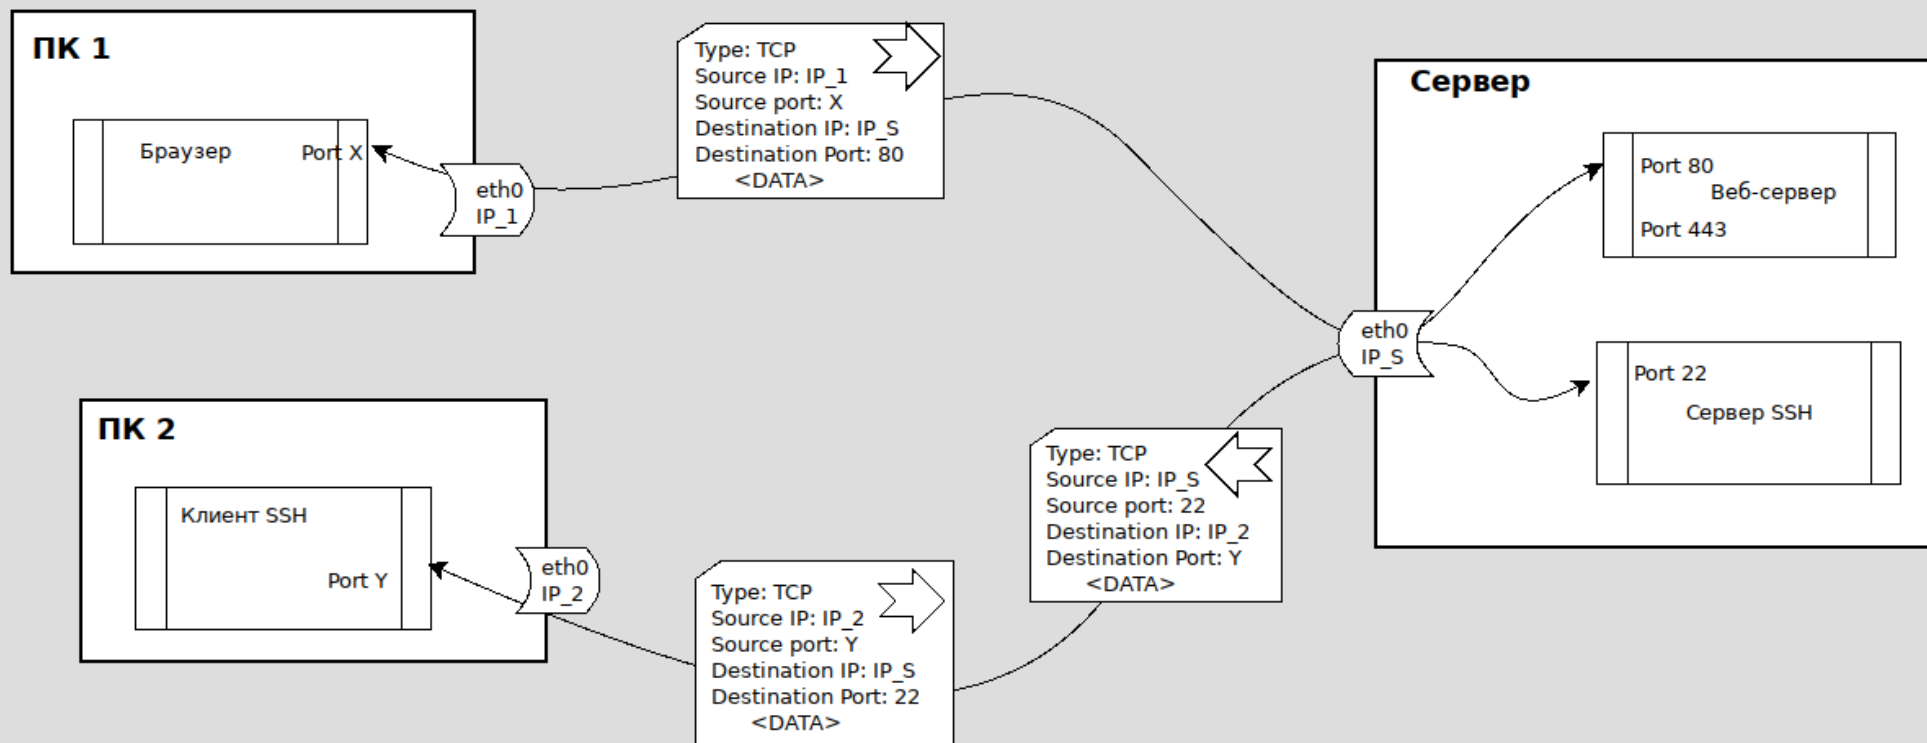 ПК 1
Браузер
Port X
eth0
IP_1
Type: TCP
Source IP: IP_1
Source port: X
Destination IP: IP_S
Destination Port: 80
<DATA>
Сервер
Port 80
Веб-сервер
Port 443
eth0
IP_S
Port 22
Сервер SSH
ПК 2
Клиент SSH
Port Y
eth0
IP_2
Type: TCP
Source IP: IP_S
Source port: 22
Destination IP: IP_2
Destination Port: Y
<DATA>
Type: TCP
Source IP: IP_2
Source port: Y
Destination IP: IP_S
Destination Port: 22
<DATA>